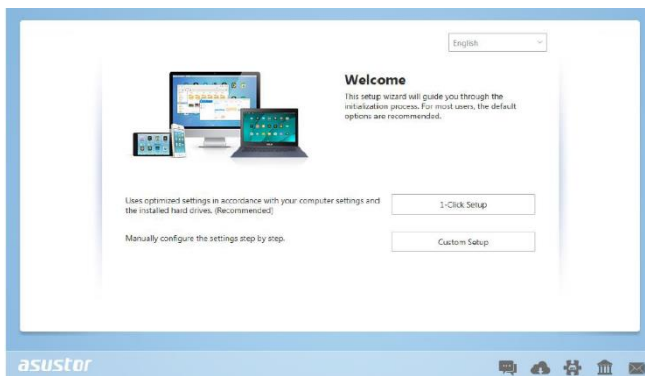 English
Welcome
This setup wizard will guide you through the
initialization process. For most users, the default
options are recommended.
Uses optimized settings in accordance with your computer settings and
the installed hard drives. (Recommended)
1-Click Setup
Manually configure the settings step by step.
Custom Setup
asustor